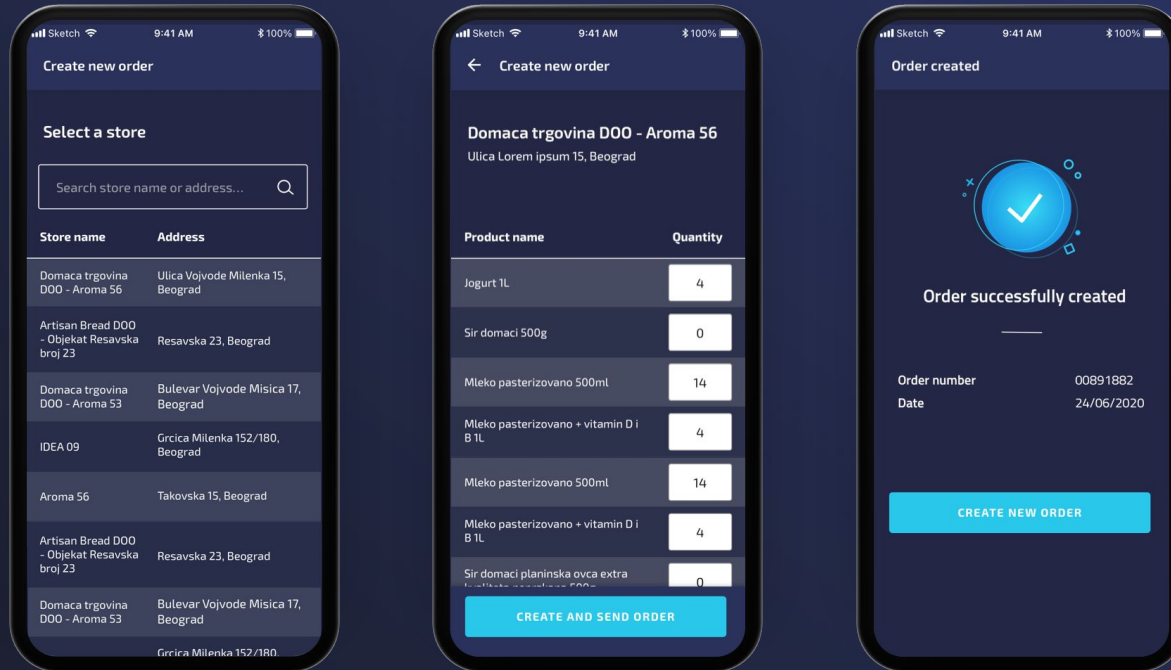 Sketch 9:41 AM 100%
Create new order
Select a store
Search store name or address...
Store name Address
Domaca trgovina
DOO - Aroma 56
Ulica Vojvode Milenka 15,
Beograd
Artisan Bread DOO
- Objekat Resavska
broj 23
Resavska 23, Beograd
Domaca trgovina
DOO - Aroma 53
Bulevar Vojvode Misica 17,
Beograd
IDEA 09
Grcica Milenka 152/180,
Beograd
Aroma 56
Takovska 15, Beograd
Artisan Bread DOO
- Objekat Resavska
broj 23
Resavska 23, Beograd
Domaca trgovina
DOO - Aroma 53
Bulevar Vojvode Misica 17,
Beograd
Grcica Milenka 152/180,
Sketch 9:41 AM 100%
Create new order
Domaca trgovina DOO - Aroma 56
Ulica Lorem ipsum 15, Beograd
Product name Quantity
Jogurt 1L 4
Sir domaci 500g 0
Mleko pasterizovano 500ml 14
Mleko pasterizovano + vitamin D i
B 1L 4
Mleko pasterizovano 500ml 14
Mleko pasterizovano + vitamin D i
B 1L 4
Sir domaci planinska ovca extra 0
CREATE AND SEND ORDER
Sketch 9:41 AM 100%
Order created
Order successfully created
Order number 00891882
Date 24/06/2020
CREATE NEW ORDER